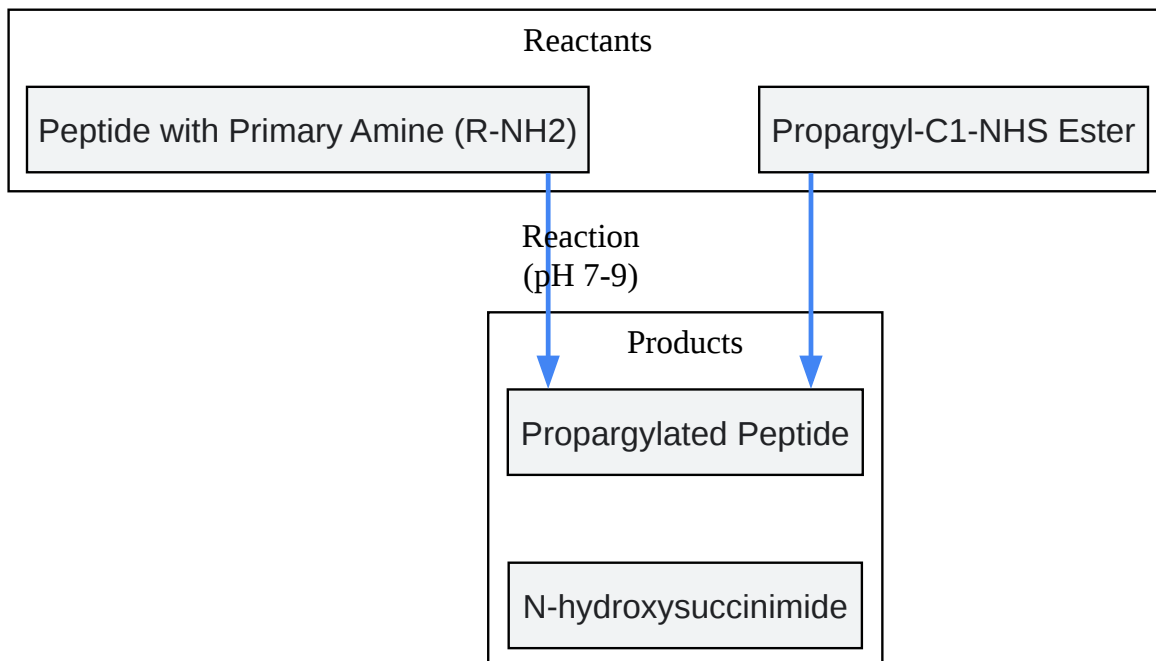 Reactants
Peptide with Primary Amine (R-NH2)
Propargyl-C1-NHS Ester
Reaction
(pH 7-9)
Products
Propargylated Peptide
N-hydroxysuccinimide